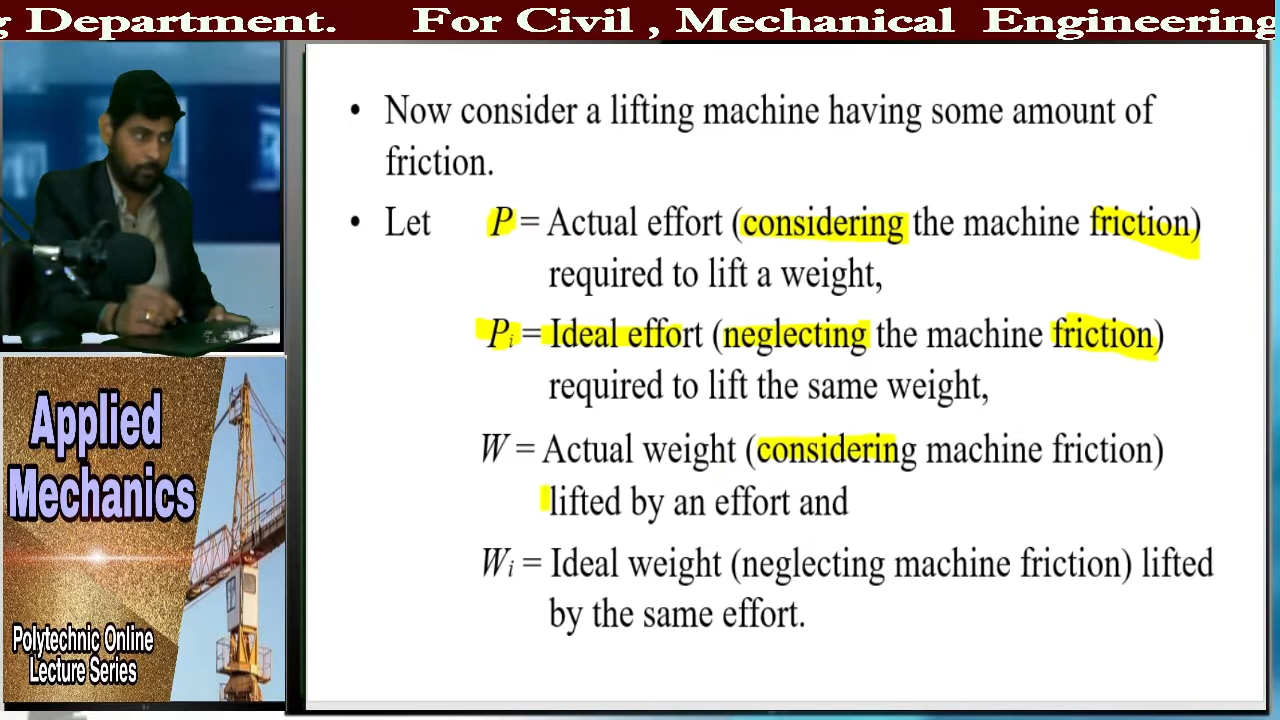 g Department. For Civil , Mechanical Engineering
• Now consider a lifting machine having some amount of
friction.
• Let P = Actual effort (considering the machine friction)
required to lift a weight,
Pi = Ideal effort (neglecting the machine friction)
required to lift the same weight,
W = Actual weight (considering machine friction)
lifted by an effort and
Wi = Ideal weight (neglecting machine friction) lifted
by the same effort.
Applied
Mechanics
Polytechnic Online
Lecture Series